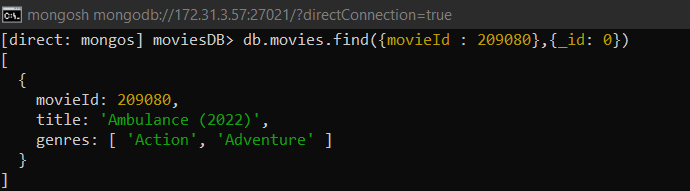 C:\. mongosh mongodb://172.31.3.57:27021/?directConnection=true
[direct: mongos] moviesDB> db.movies.find({movieId : 209080},{_id: 0})
[
  {
    movieId: 209080,
    title: 'Ambulance (2022)',
    genres: [ 'Action', 'Adventure' ]
  }
]